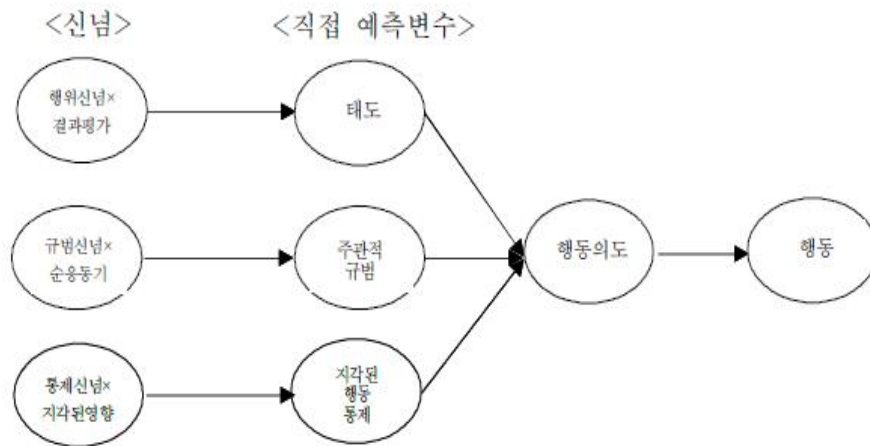 <신념>
<직접 예측변수>
행위신념×
결과평가
태도
규범신념×
순응동기
주관적
규범
행동의도
행동
통제신념×
지각된영향
지각된
행동
통제